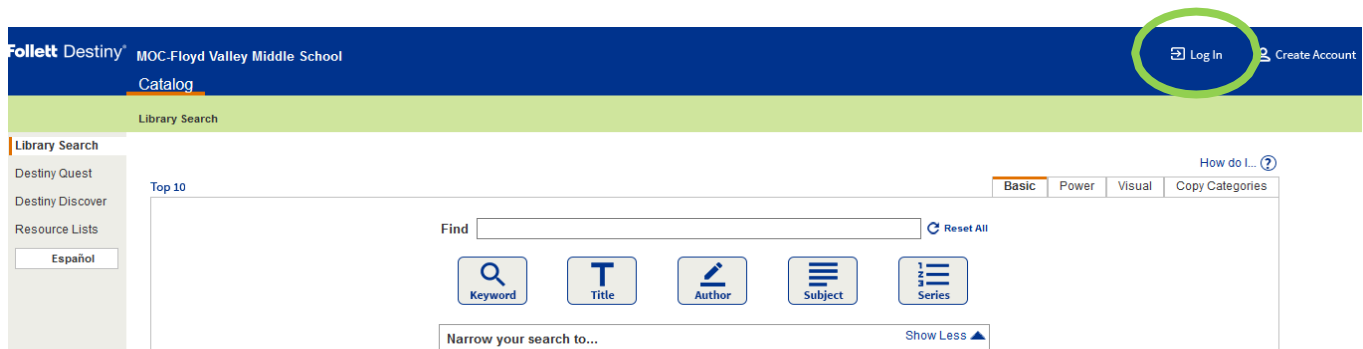 Follett Destiny® MOC-Floyd Valley Middle School
Log In
Create Account
Catalog
Library Search
Library Search
Destiny Quest
Destiny Discover
Resource Lists
Español
How do I... ?
Top 10
Basic Power Visual Copy Categories
Find
Reset All
Keyword Title Author Subject Series
Narrow your search to...
Show Less